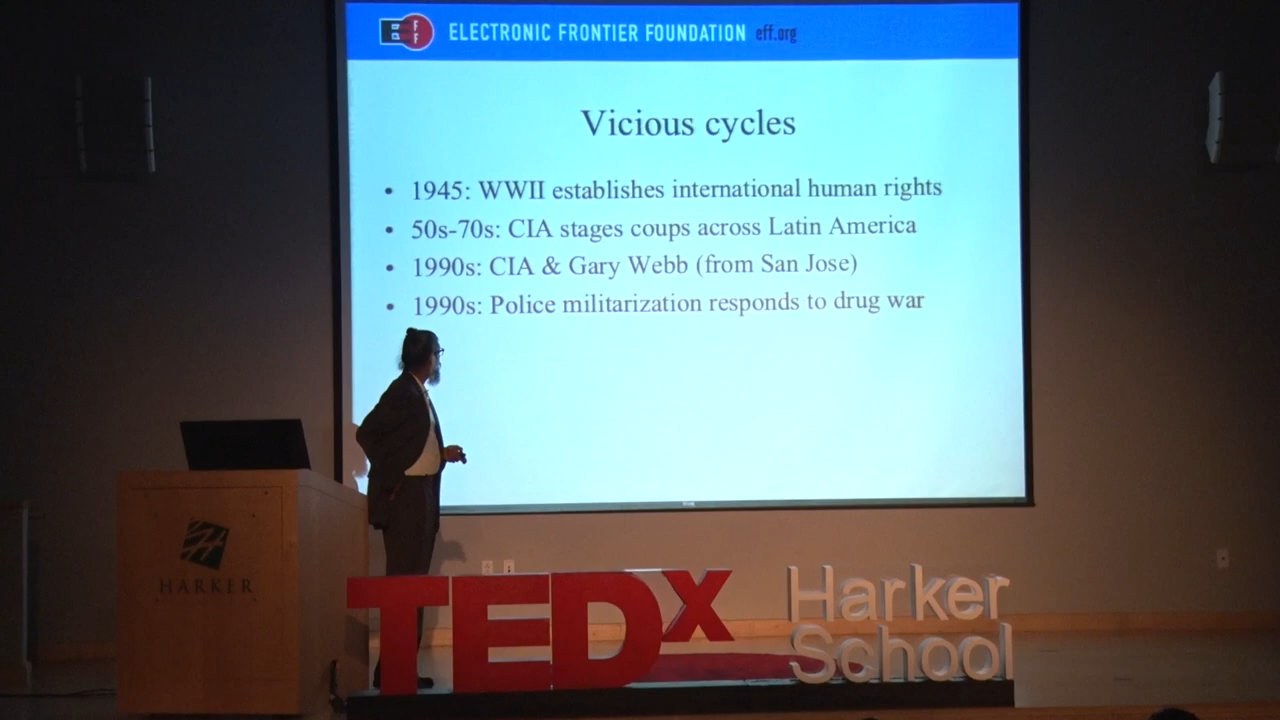 EFF ELECTRONIC FRONTIER FOUNDATION eff.org
Vicious cycles
• 1945: WWII establishes international human rights
• 50s-70s: CIA stages coups across Latin America
• 1990s: CIA & Gary Webb (from San Jose)
• 1990s: Police militarization responds to drug war
HARKER
TEDx Harker
School